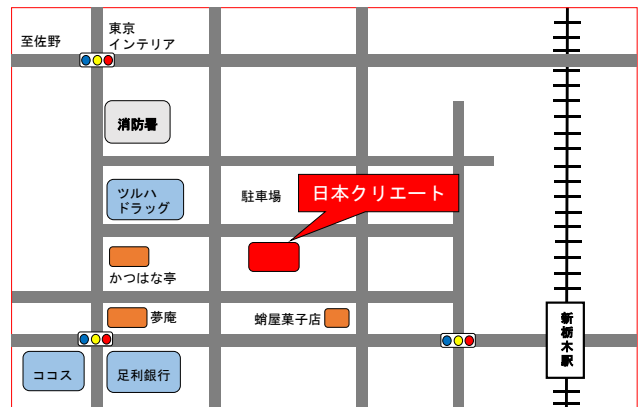 至佐野
東京
インテリア
消防署
ツルハ
ドラッグ
駐車場
日本クリエート
かつはな亭
夢庵
蛸屋菓子店
新栃木駅
ココス
足利銀行